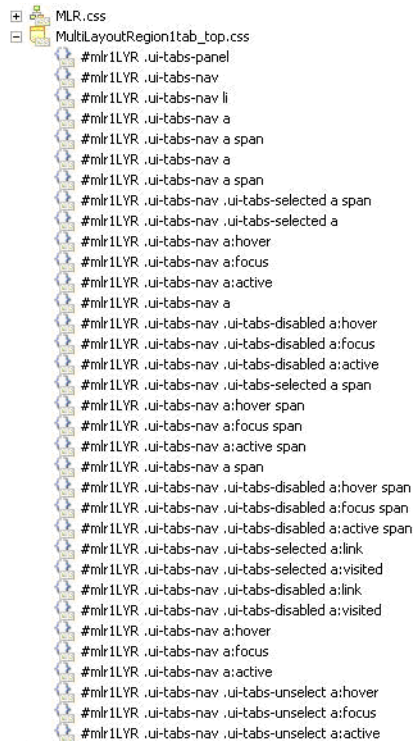 MLR.css
MultiLayoutRegion1tab_top.css
#mlr1LYR .ui-tabs-panel
#mlr1LYR .ui-tabs-nav
#mlr1LYR .ui-tabs-nav li
#mlr1LYR .ui-tabs-nav a
#mlr1LYR .ui-tabs-nav a span
#mlr1LYR .ui-tabs-nav a
#mlr1LYR .ui-tabs-nav a span
#mlr1LYR .ui-tabs-nav .ui-tabs-selected a span
#mlr1LYR .ui-tabs-nav .ui-tabs-selected a
#mlr1LYR .ui-tabs-nav a:hover
#mlr1LYR .ui-tabs-nav a:focus
#mlr1LYR .ui-tabs-nav a:active
#mlr1LYR .ui-tabs-nav a
#mlr1LYR .ui-tabs-nav .ui-tabs-disabled a:hover
#mlr1LYR .ui-tabs-nav .ui-tabs-disabled a:focus
#mlr1LYR .ui-tabs-nav .ui-tabs-disabled a:active
#mlr1LYR .ui-tabs-nav .ui-tabs-selected a span
#mlr1LYR .ui-tabs-nav a:hover span
#mlr1LYR .ui-tabs-nav a:focus span
#mlr1LYR .ui-tabs-nav a:active span
#mlr1LYR .ui-tabs-nav a span
#mlr1LYR .ui-tabs-nav .ui-tabs-disabled a:hover span
#mlr1LYR .ui-tabs-nav .ui-tabs-disabled a:focus span
#mlr1LYR .ui-tabs-nav .ui-tabs-disabled a:active span
#mlr1LYR .ui-tabs-nav .ui-tabs-selected a:link
#mlr1LYR .ui-tabs-nav .ui-tabs-selected a:visited
#mlr1LYR .ui-tabs-nav .ui-tabs-disabled a:link
#mlr1LYR .ui-tabs-nav .ui-tabs-disabled a:visited
#mlr1LYR .ui-tabs-nav a:hover
#mlr1LYR .ui-tabs-nav a:focus
#mlr1LYR .ui-tabs-nav a:active
#mlr1LYR .ui-tabs-nav .ui-tabs-unselect a:hover
#mlr1LYR .ui-tabs-nav .ui-tabs-unselect a:focus
#mlr1LYR .ui-tabs-nav .ui-tabs-unselect a:active